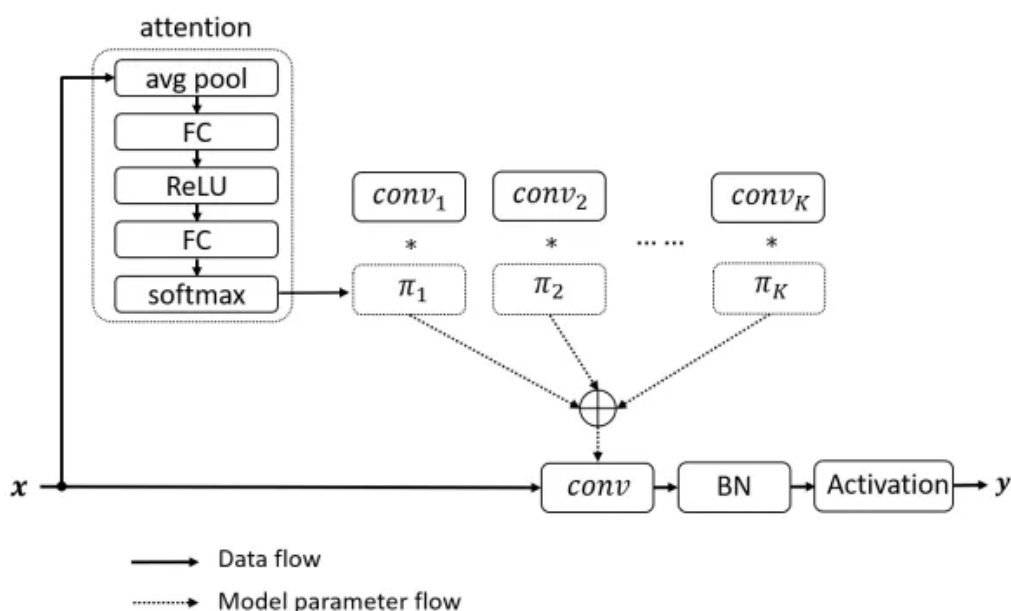 attention
avg pool
FC
ReLU
FC
softmax
conv₁ conv₂ conv_K
* * ... ... *
π₁ π₂ π_K
x conv BN Activation y
Data flow
Model parameter flow